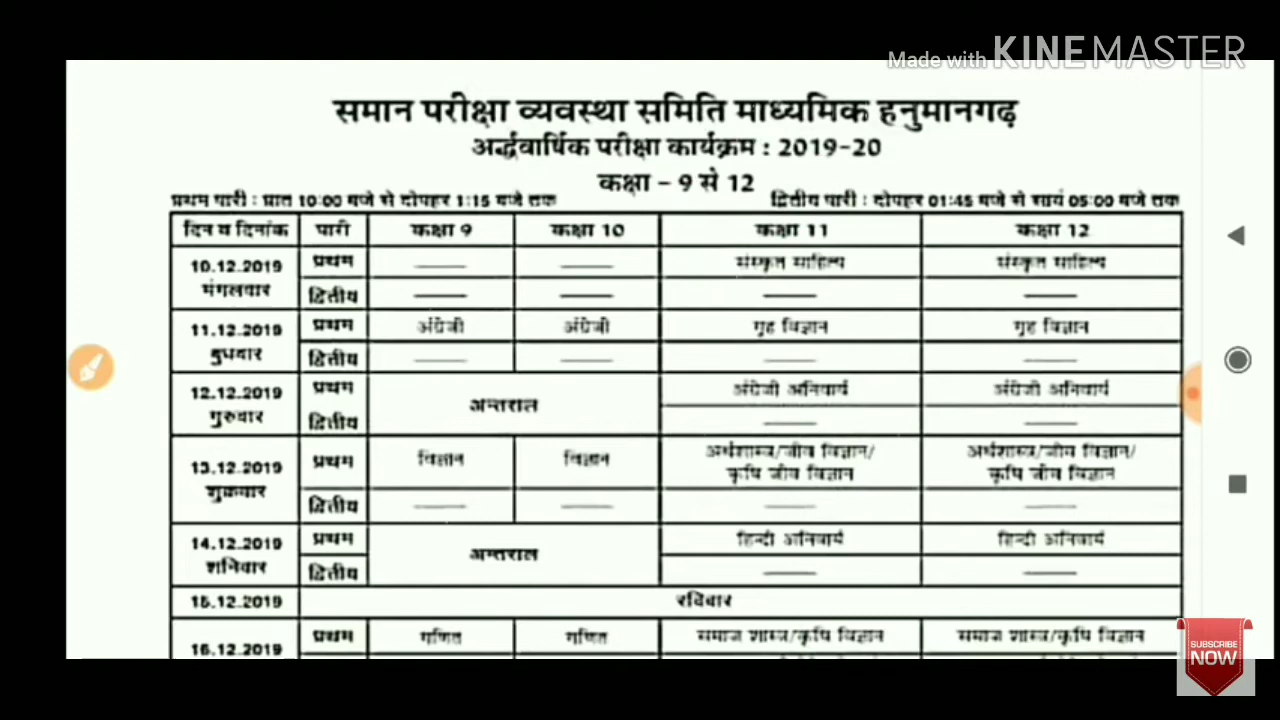 Made with KINEMASTER
समान परीक्षा व्यवस्था समिति माध्यमिक हनुमानगढ़
अर्द्धवार्षिक परीक्षा कार्यक्रम : 2019-20
कक्षा - 9 से 12
प्रथम पारी : प्रात 10:00 बजे से दोपहर 1:15 बजे तक द्वितीय पारी : दोपहर 01:45 बजे से सायं 05:00 बजे तक
दिन व दिनांक पारी कक्षा 9 कक्षा 10 कक्षा 11 कक्षा 12
10.12.2019 मंगलवार प्रथम —— —— संस्कृत साहित्य संस्कृत साहित्य
द्वितीय —— —— —— ——
11.12.2019 बुधवार प्रथम अंग्रेजी अंग्रेजी गृह विज्ञान गृह विज्ञान
द्वितीय —— —— —— ——
12.12.2019 गुरुवार प्रथम अन्तराल अंग्रेजी अनिवार्य अंग्रेजी अनिवार्य
द्वितीय —— ——
13.12.2019 शुक्रवार प्रथम विज्ञान विज्ञान अर्थशास्त्र/जीव विज्ञान/ कृषि जीव विज्ञान अर्थशास्त्र/जीव विज्ञान/ कृषि जीव विज्ञान
द्वितीय —— —— —— ——
14.12.2019 शनिवार प्रथम अन्तराल हिन्दी अनिवार्य हिन्दी अनिवार्य
द्वितीय —— ——
15.12.2019 रविवार
16.12.2019 प्रथम गणित गणित समाज शास्त्र/कृषि विज्ञान समाज शास्त्र/कृषि विज्ञान
SUBSCRIBE
NOW